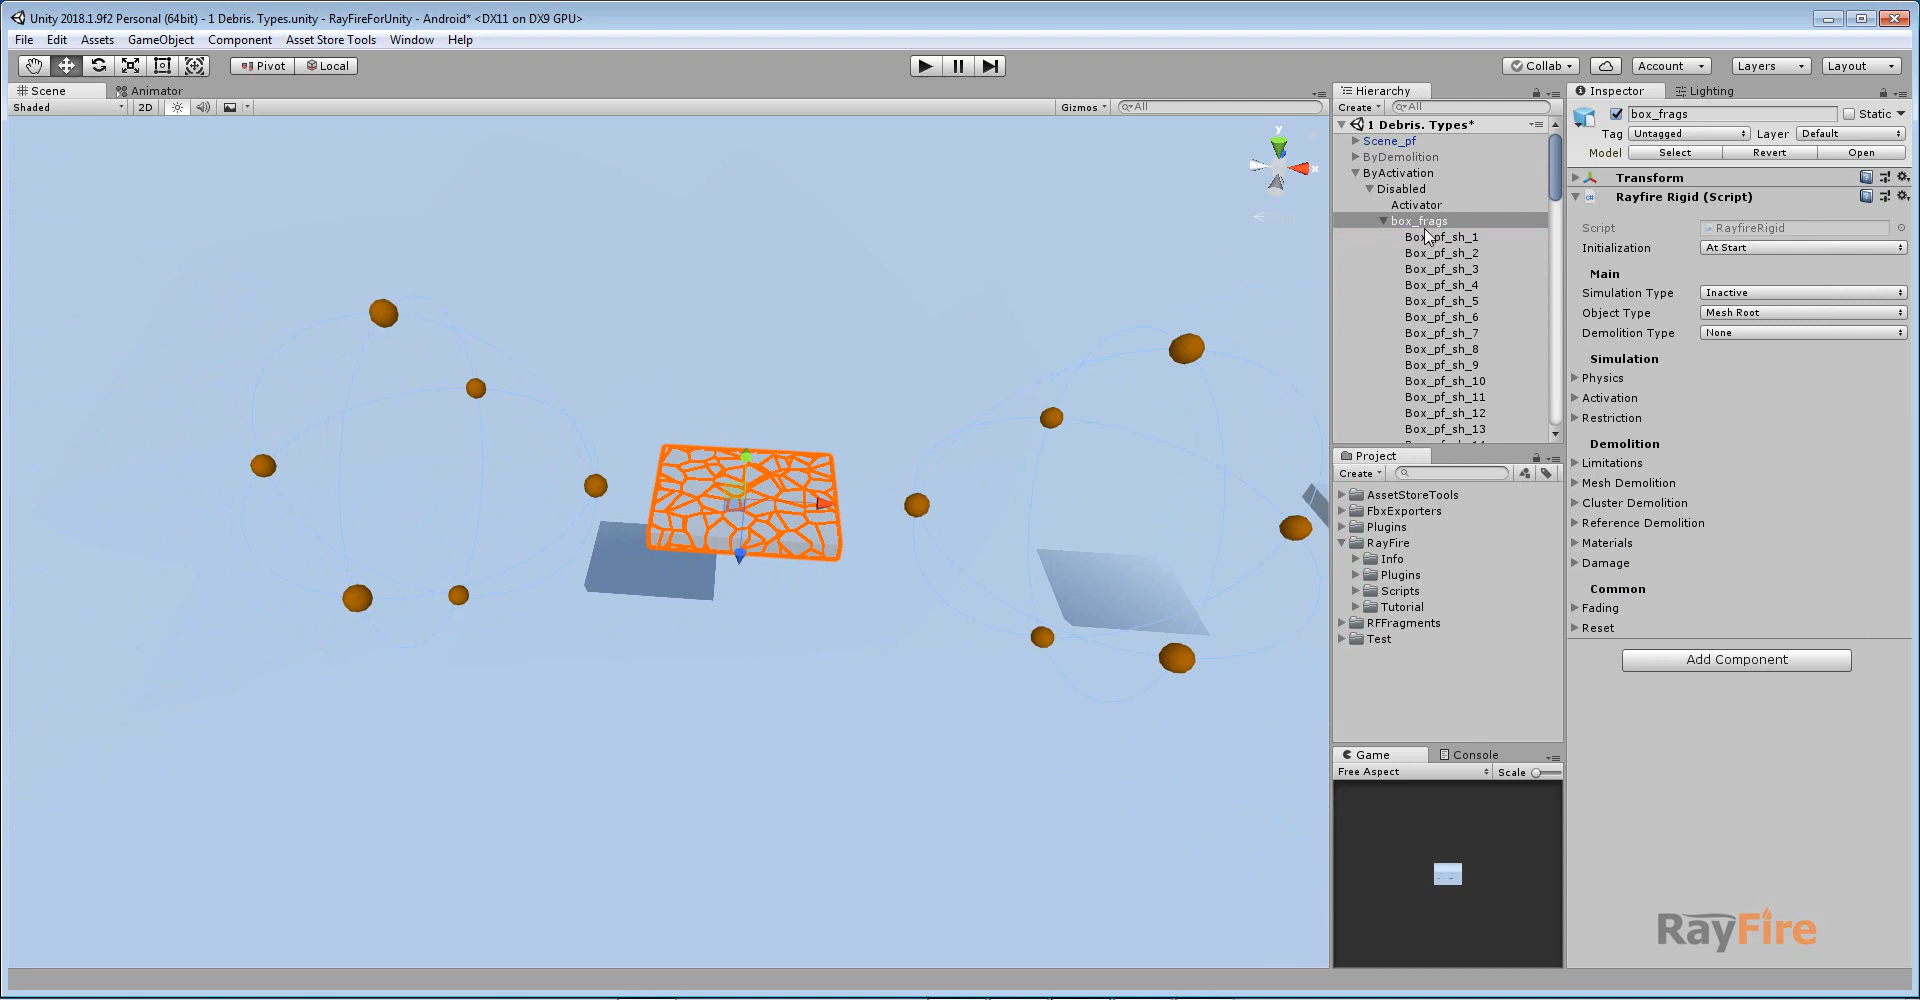 Unity 2018.1.9f2 Personal (64bit) - 1 Debris. Types.unity - RayFireForUnity - Android* <DX11 on DX9 GPU>
File Edit Assets GameObject Component Asset Store Tools Window Help
Pivot Local Collab Account Layers Layout
Scene Animator
Shaded 2D Gizmos All
y
x
Hierarchy
Create All
1 Debris. Types*
Scene_pf
ByDemolition
ByActivation
Disabled
Activator
box_frags
Box_pf_sh_1
Box_pf_sh_2
Box_pf_sh_3
Box_pf_sh_4
Box_pf_sh_5
Box_pf_sh_6
Box_pf_sh_7
Box_pf_sh_8
Box_pf_sh_9
Box_pf_sh_10
Box_pf_sh_11
Box_pf_sh_12
Box_pf_sh_13
Project
Create
AssetStoreTools
FbxExporters
Plugins
RayFire
Info
Plugins
Scripts
Tutorial
RFFragments
Test
Game Console
Free Aspect Scale
Inspector Lighting
box_frags Static
Tag Untagged Layer Default
Model Select Revert Open
Transform
Rayfire Rigid (Script)
Script RayfireRigid
Initialization At Start
Main
Simulation Type Inactive
Object Type Mesh Root
Demolition Type None
Simulation
Physics
Activation
Restriction
Demolition
Limitations
Mesh Demolition
Cluster Demolition
Reference Demolition
Materials
Damage
Common
Fading
Reset
Add Component
RayFire